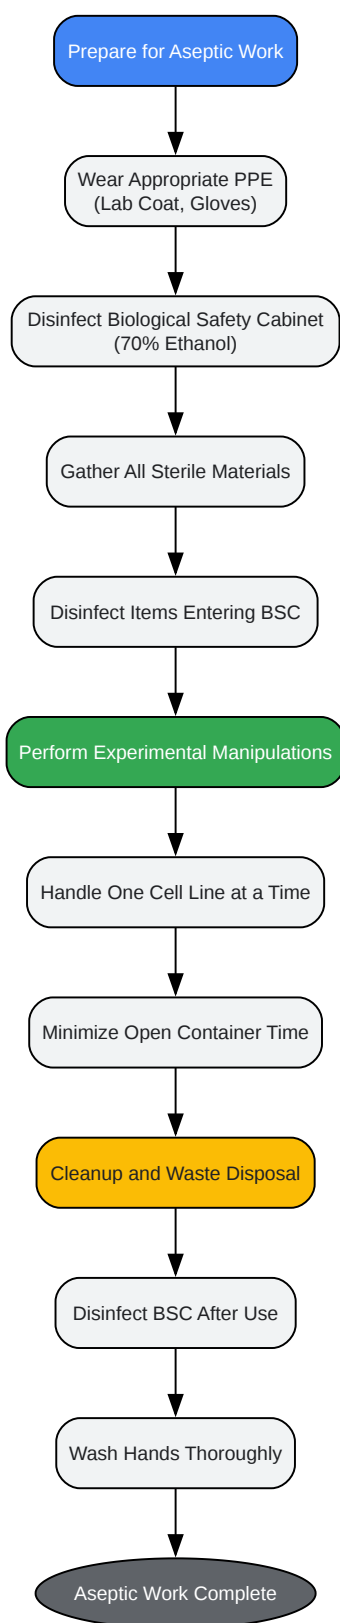 Prepare for Aseptic Work
Wear Appropriate PPE
(Lab Coat, Gloves)
Disinfect Biological Safety Cabinet
(70% Ethanol)
Gather All Sterile Materials
Disinfect Items Entering BSC
Perform Experimental Manipulations
Handle One Cell Line at a Time
Minimize Open Container Time
Cleanup and Waste Disposal
Disinfect BSC After Use
Wash Hands Thoroughly
Aseptic Work Complete